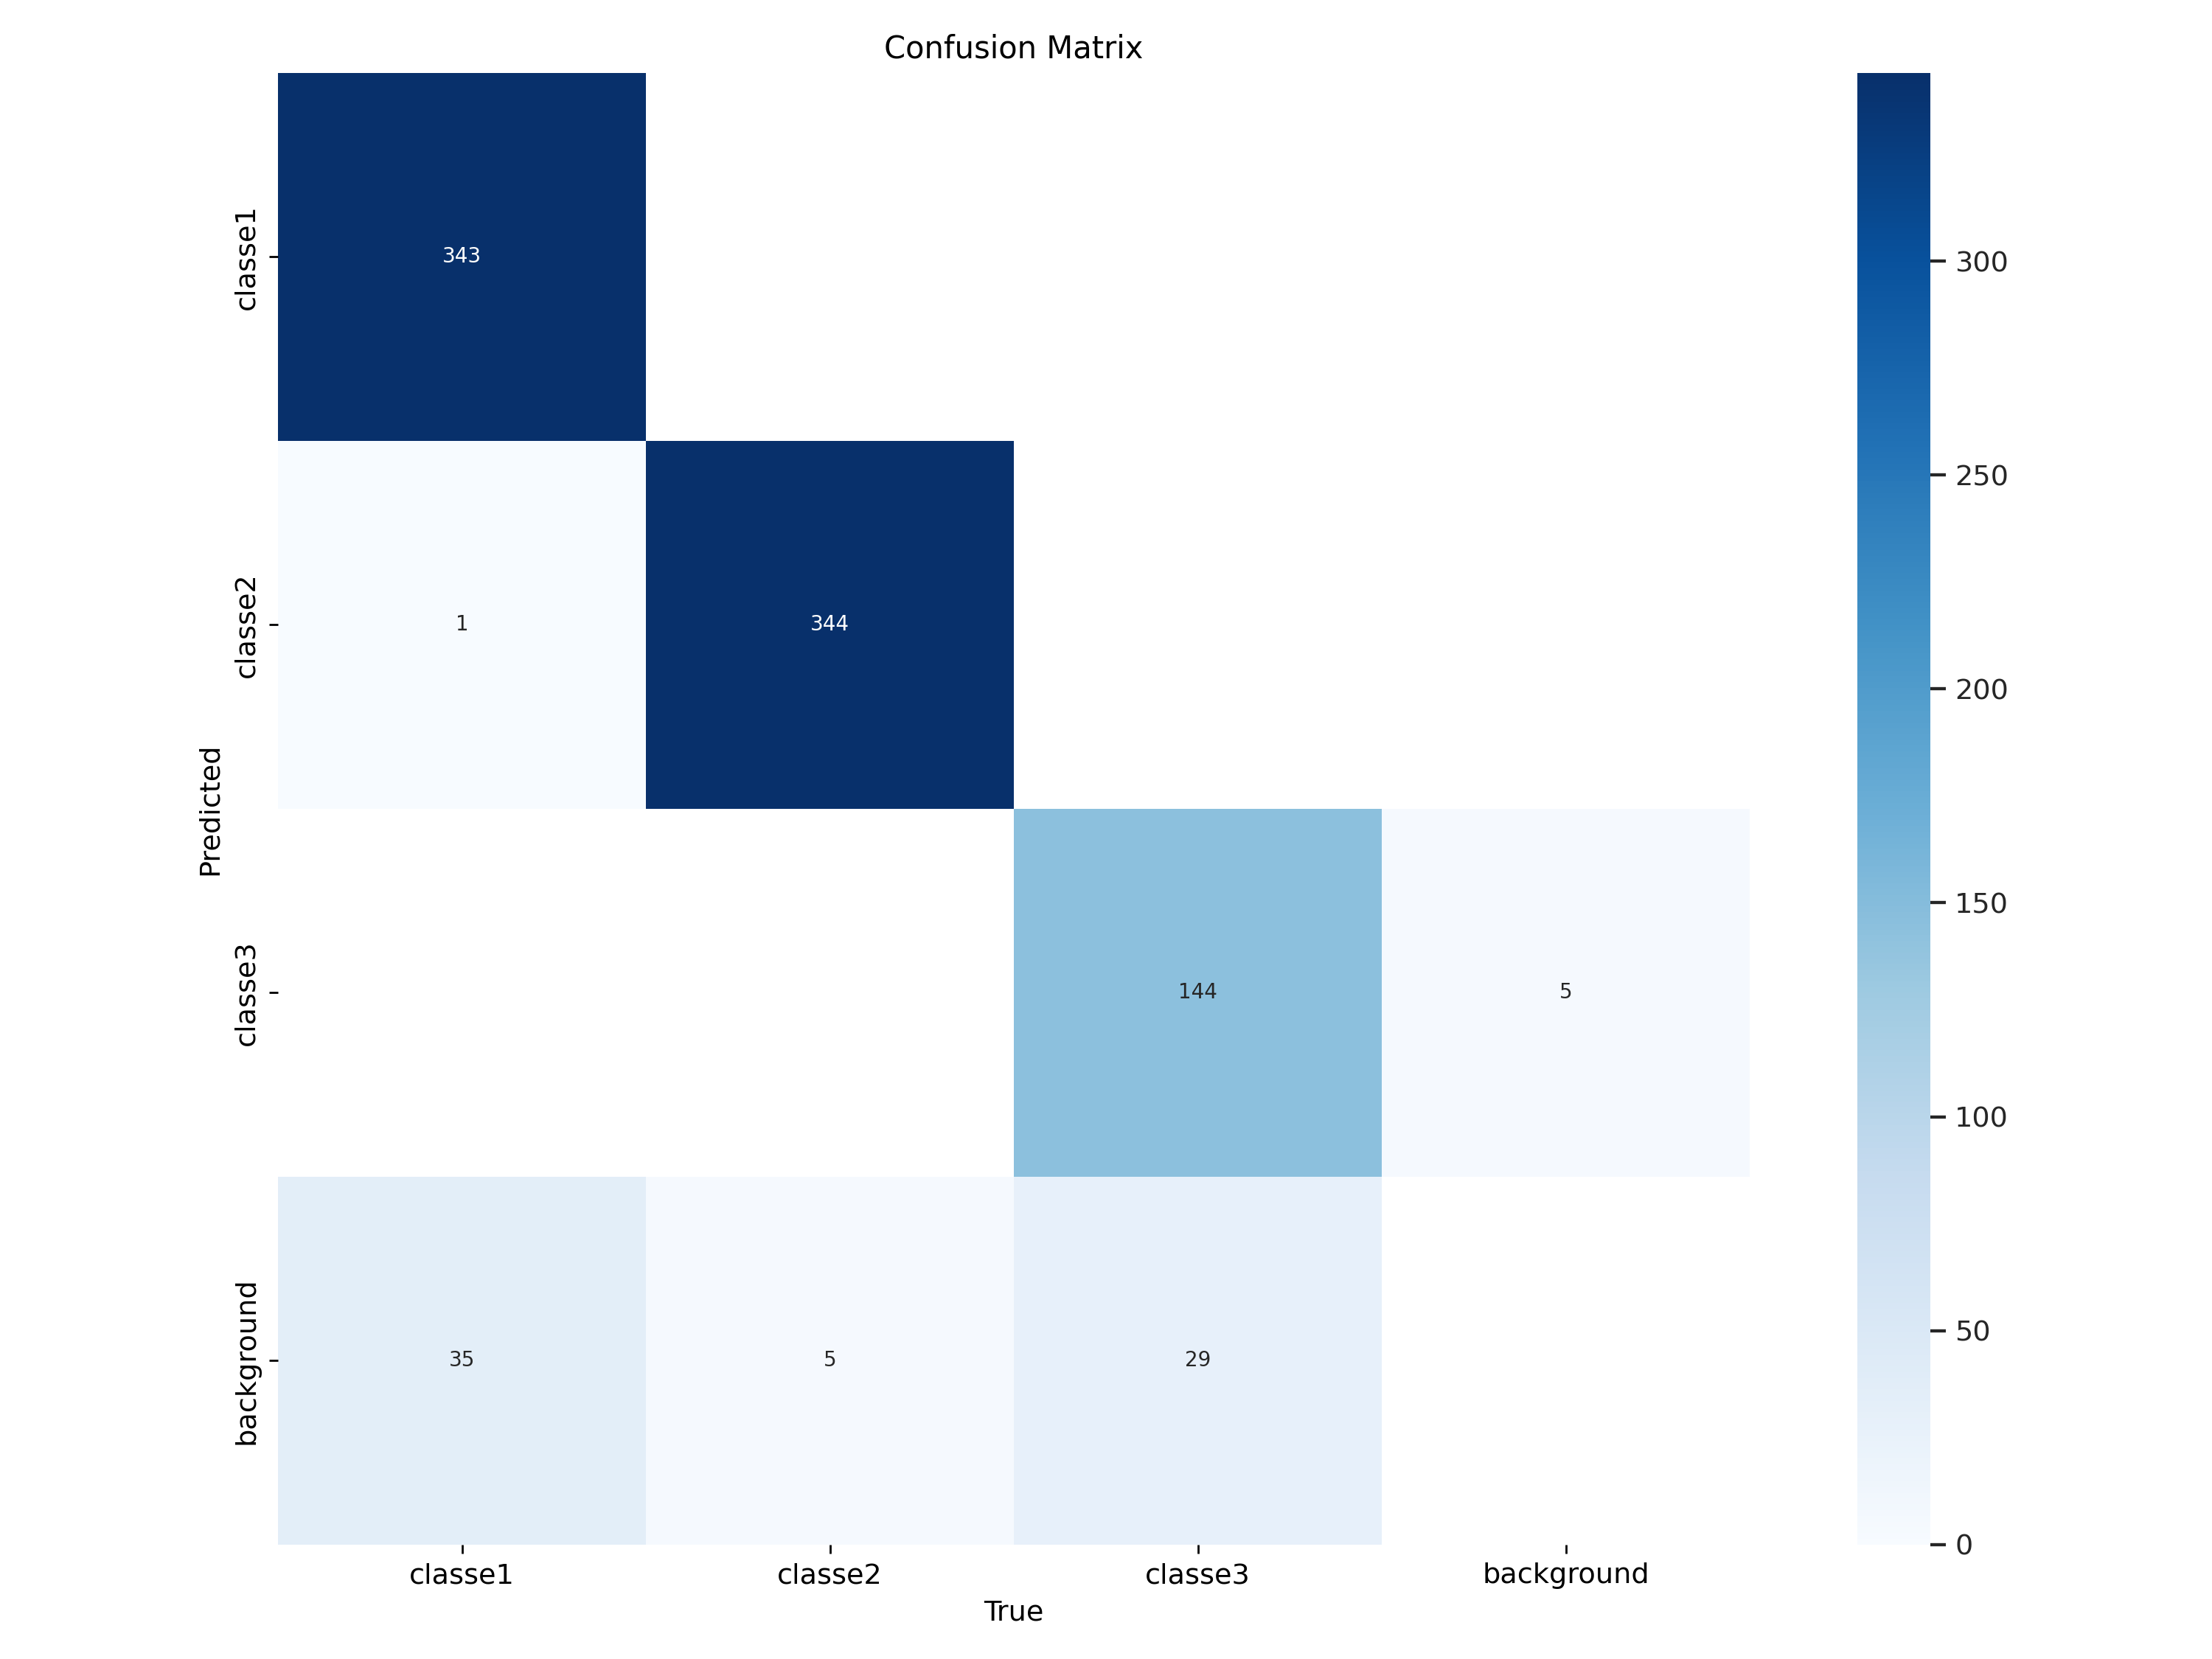 Confusion Matrix
classe1
343
classe2
1 344
Predicted
classe3
144 5
background
35 5 29
classe1 classe2 classe3 background
True
300
250
200
150
100
50
0